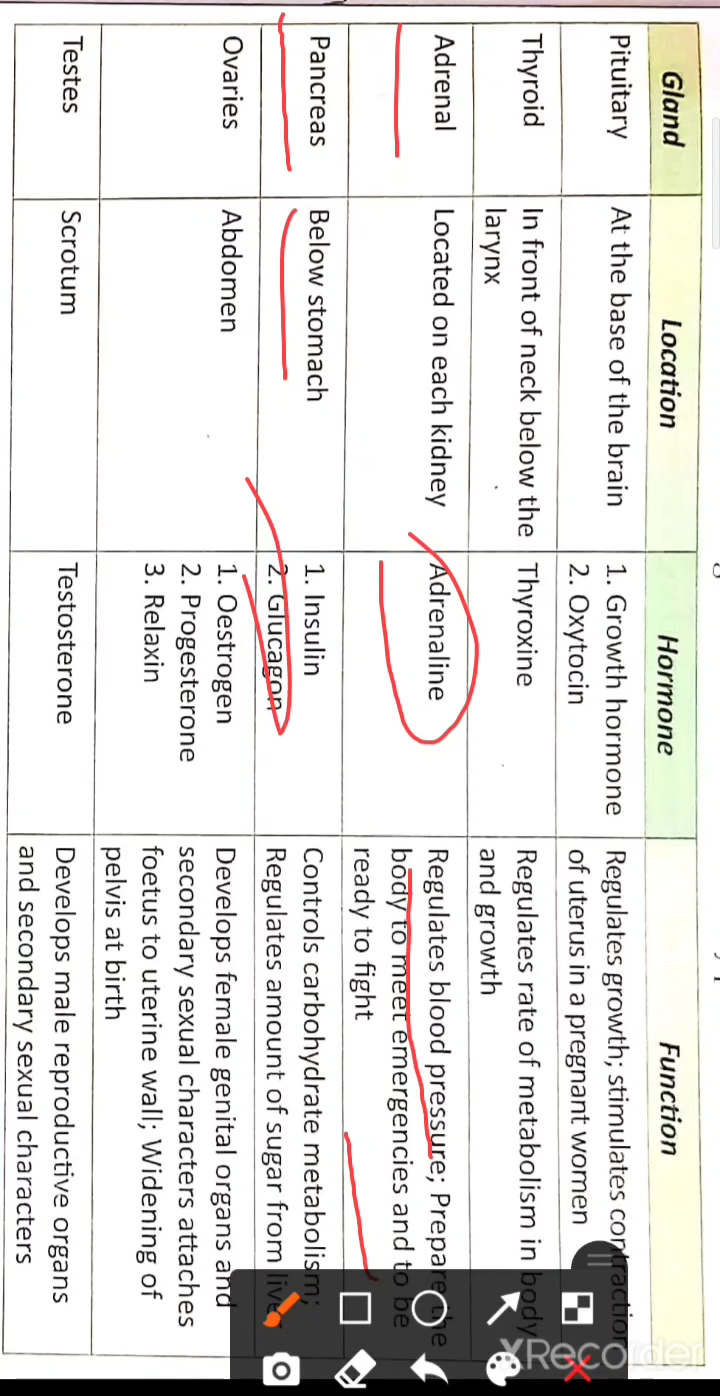 Gland
Location
Hormone
Function
Pituitary
At the base of the brain
1. Growth hormone
2. Oxytocin
Regulates growth; stimulates contraction
of uterus in a pregnant women
Thyroid
In front of neck below the
larynx
Thyroxine
Regulates rate of metabolism in body
and growth
Adrenal
Located on each kidney
Adrenaline
Regulates blood pressure; Prepare the
body to meet emergencies and to be
ready to fight
Pancreas
Below stomach
1. Insulin
2. Glucagon
Controls carbohydrate metabolism;
Regulates amount of sugar from liver
Ovaries
Abdomen
1. Oestrogen
2. Progesterone
3. Relaxin
Develops female genital organs and
secondary sexual characters attaches
foetus to uterine wall; Widening of
pelvis at birth
Testes
Scrotum
Testosterone
Develops male reproductive organs
and secondary sexual characters
XRecorder